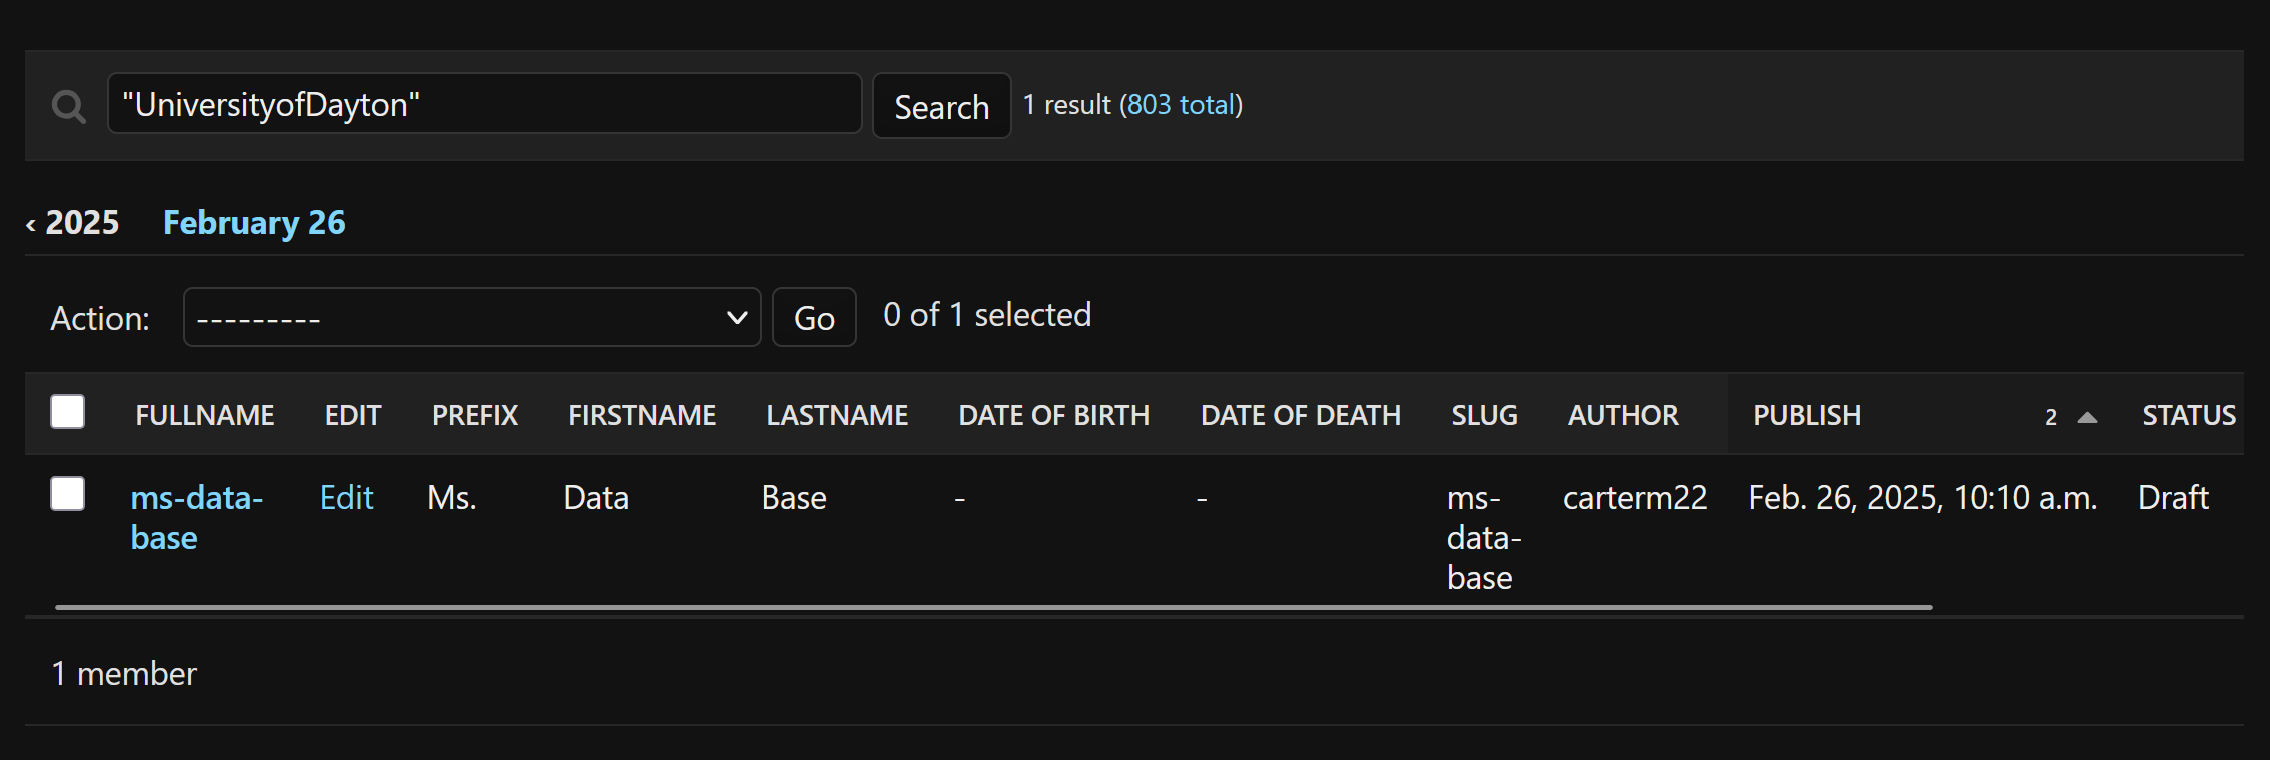 "UniversityofDayton" Search 1 result (803 total)
‹ 2025 February 26
Action: --------- Go 0 of 1 selected
FULLNAME EDIT PREFIX FIRSTNAME LASTNAME DATE OF BIRTH DATE OF DEATH SLUG AUTHOR PUBLISH 2 STATUS
ms-data- Edit Ms. Data Base - - ms- carterm22 Feb. 26, 2025, 10:10 a.m. Draft
base data-
base
1 member